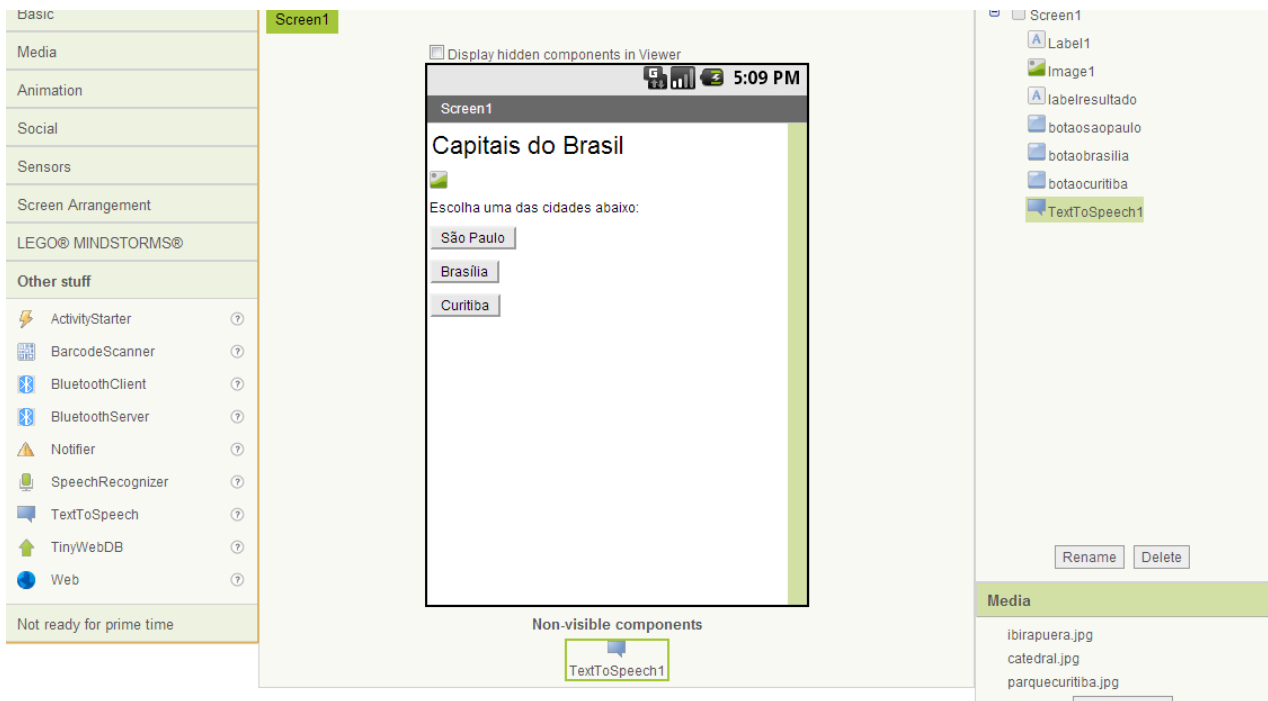 Basic
Media
Animation
Social
Sensors
Screen Arrangement
LEGO® MINDSTORMS®
Other stuff
ActivityStarter
BarcodeScanner
BluetoothClient
BluetoothServer
Notifier
SpeechRecognizer
TextToSpeech
TinyWebDB
Web
Not ready for prime time
Screen1
Display hidden components in Viewer
5:09 PM
Screen1
Capitais do Brasil
Escolha uma das cidades abaixo:
São Paulo
Brasília
Curitiba
Non-visible components
TextToSpeech1
Screen1
Label1
Image1
labelresultado
botaosaopaulo
botaobrasilia
botaocuritiba
TextToSpeech1
Rename Delete
Media
ibirapuera.jpg
catedral.jpg
parquecuritiba.jpg